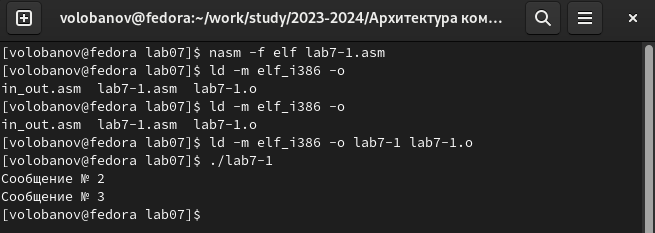 volobanov@fedora:~/work/study/2023-2024/Архитектура ком...
[volobanov@fedora lab07]$ nasm -f elf lab7-1.asm
[volobanov@fedora lab07]$ ld -m elf_i386 -o
in_out.asm  lab7-1.asm  lab7-1.o
[volobanov@fedora lab07]$ ld -m elf_i386 -o
in_out.asm  lab7-1.asm  lab7-1.o
[volobanov@fedora lab07]$ ld -m elf_i386 -o lab7-1 lab7-1.o
[volobanov@fedora lab07]$ ./lab7-1
Сообщение № 2
Сообщение № 3
[volobanov@fedora lab07]$